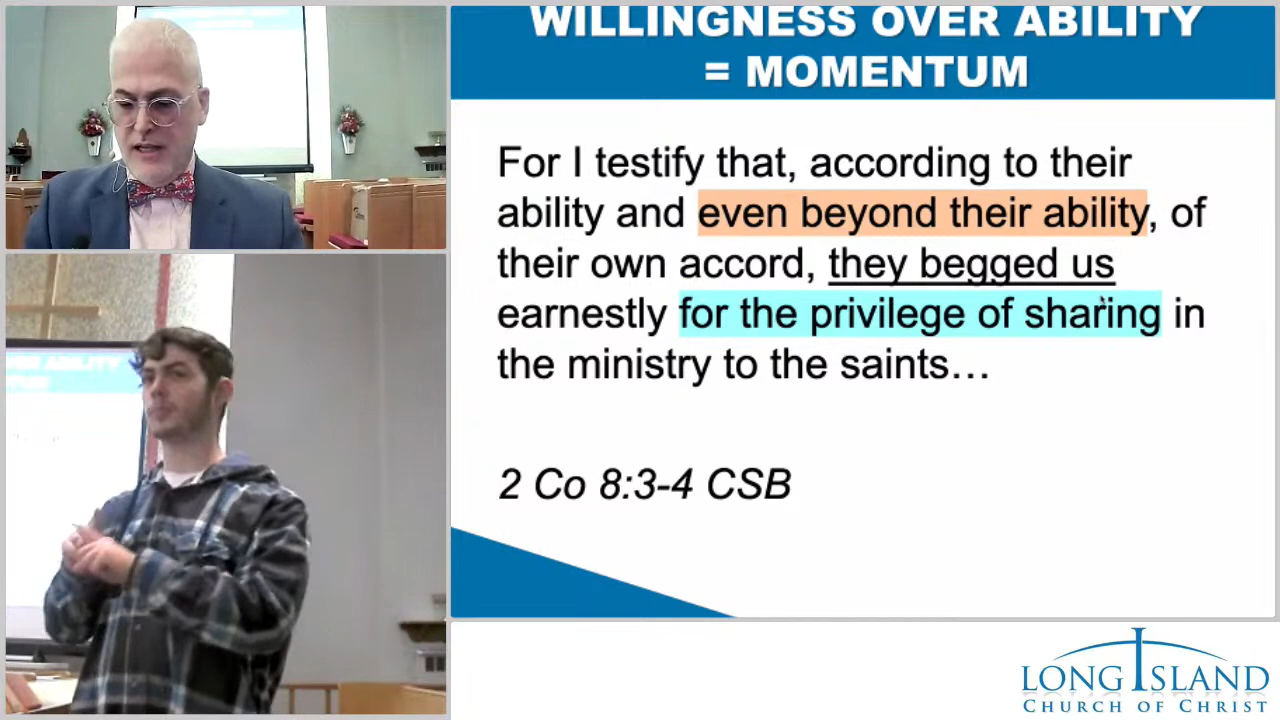 WILLINGNESS OVER ABILITY
= MOMENTUM
For I testify that, according to their
ability and even beyond their ability, of
their own accord, they begged us
earnestly for the privilege of sharing in
the ministry to the saints…
2 Co 8:3-4 CSB
LONG ISLAND
CHURCH OF CHRIST